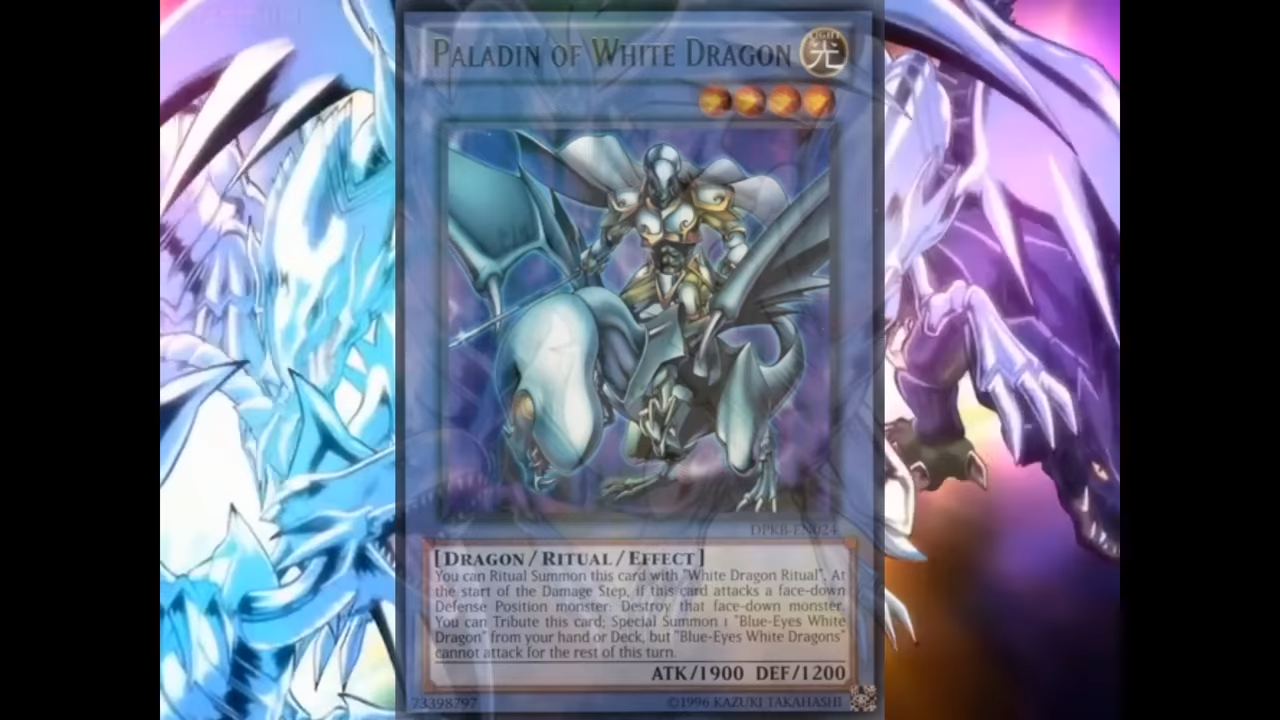 PALADIN OF WHITE DRAGON
LIGHT
光
DPKB-EN024
[DRAGON/RITUAL/EFFECT]
You can Ritual Summon this card with "White Dragon Ritual". At
the start of the Damage Step, if this card attacks a face-down
Defense Position monster: Destroy that face-down monster.
You can Tribute this card; Special Summon 1 "Blue-Eyes White
Dragon" from your hand or Deck, but "Blue-Eyes White Dragons"
cannot attack for the rest of this turn.
ATK/1900 DEF/1200
73398797
©1996 KAZUKI TAKAHASHI